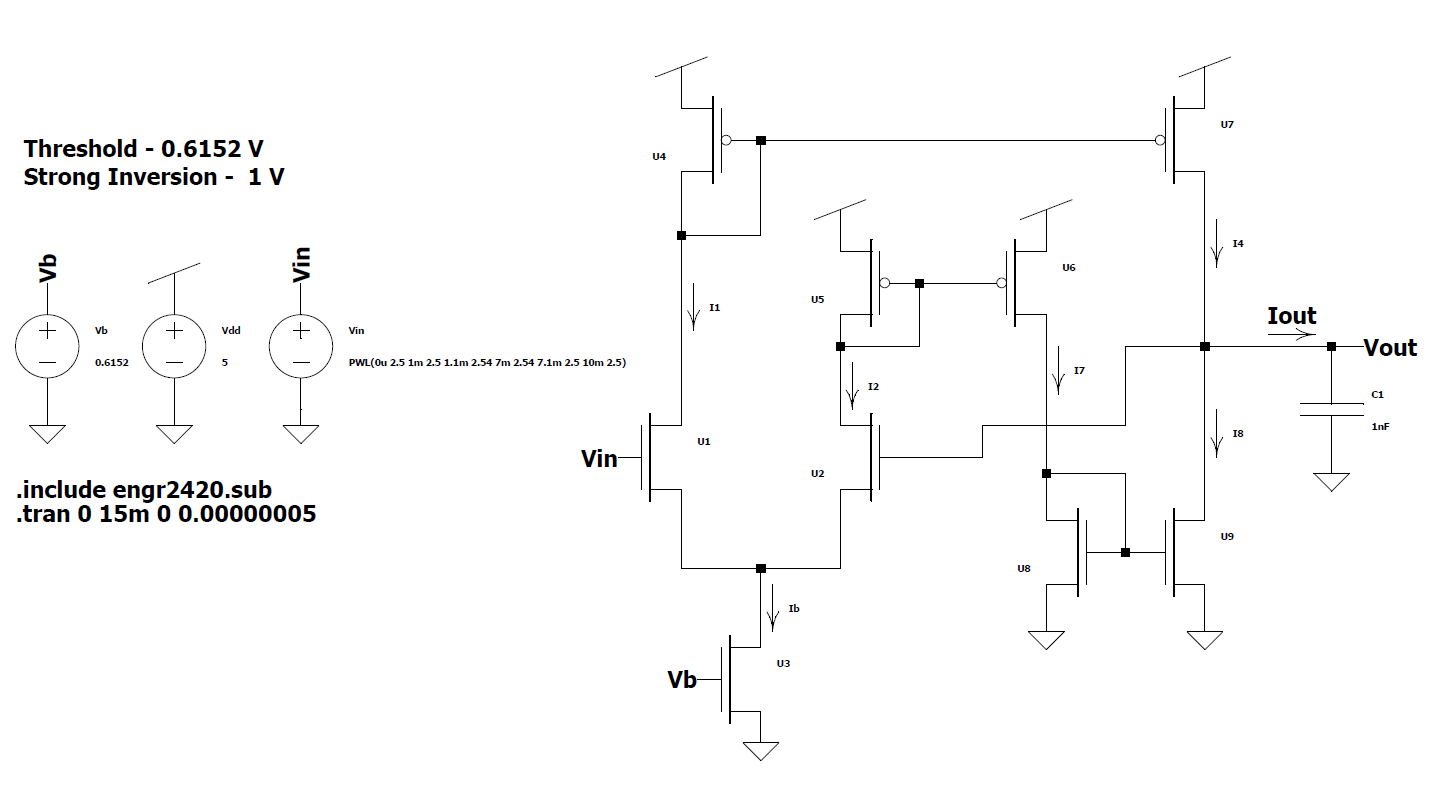 Threshold - 0.6152 V
Strong Inversion - 1 V
Vb
Vin
Vb
0.6152
Vdd
5
Vin
PWL(0u 2.5 1m 2.5 1.1m 2.54 7m 2.54 7.1m 2.5 10m 2.5)
.include engr2420.sub
.tran 0 15m 0 0.00000005
U4
U7
U5
U6
I4
I1
Iout
Vout
I7
I2
C1
1nF
U1
I8
Vin
U2
U9
U8
Ib
U3
Vb